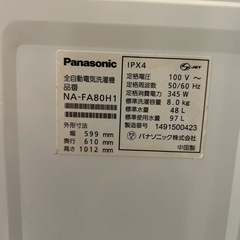 Panasonic
全自動電気洗濯機
品番
NA-FA80H1
外形寸法
幅 599 mm
奥行 610 mm
高さ 1012 mm
IPX4
JET
定格電圧 100 V ~
定格周波数 50/60 Hz
定格消費電力 345 W
標準洗濯容量 8.0 kg
標準水量 48 L
標準使用水量 97 L
製造番号 1491500423
パナソニック株式会社
中国製